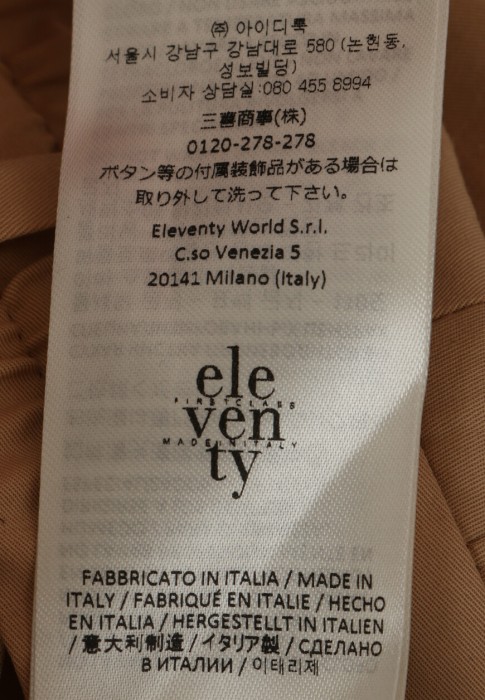 ㈜ 아이디룩
서울시 강남구 강남대로 580 (논현동,
성보빌딩)
소비자 상담실:080 455 8994
三喜商事(株)
0120-278-278
ボタン等の付属装飾品がある場合は
取り外して洗って下さい。
Eleventy World S.r.l.
C.so Venezia 5
20141 Milano (Italy)
ele
FIRSTCLASS
ven
MADEINITALY
ty
FABBRICATO IN ITALIA / MADE IN
ITALY / FABRIQUÉ EN ITALIE / HECHO
EN ITALIA / HERGESTELLT IN ITALIEN
/ 意大利制造 / イタリア製 / СДЕЛАНО
В ИТАЛИИ / 이태리제